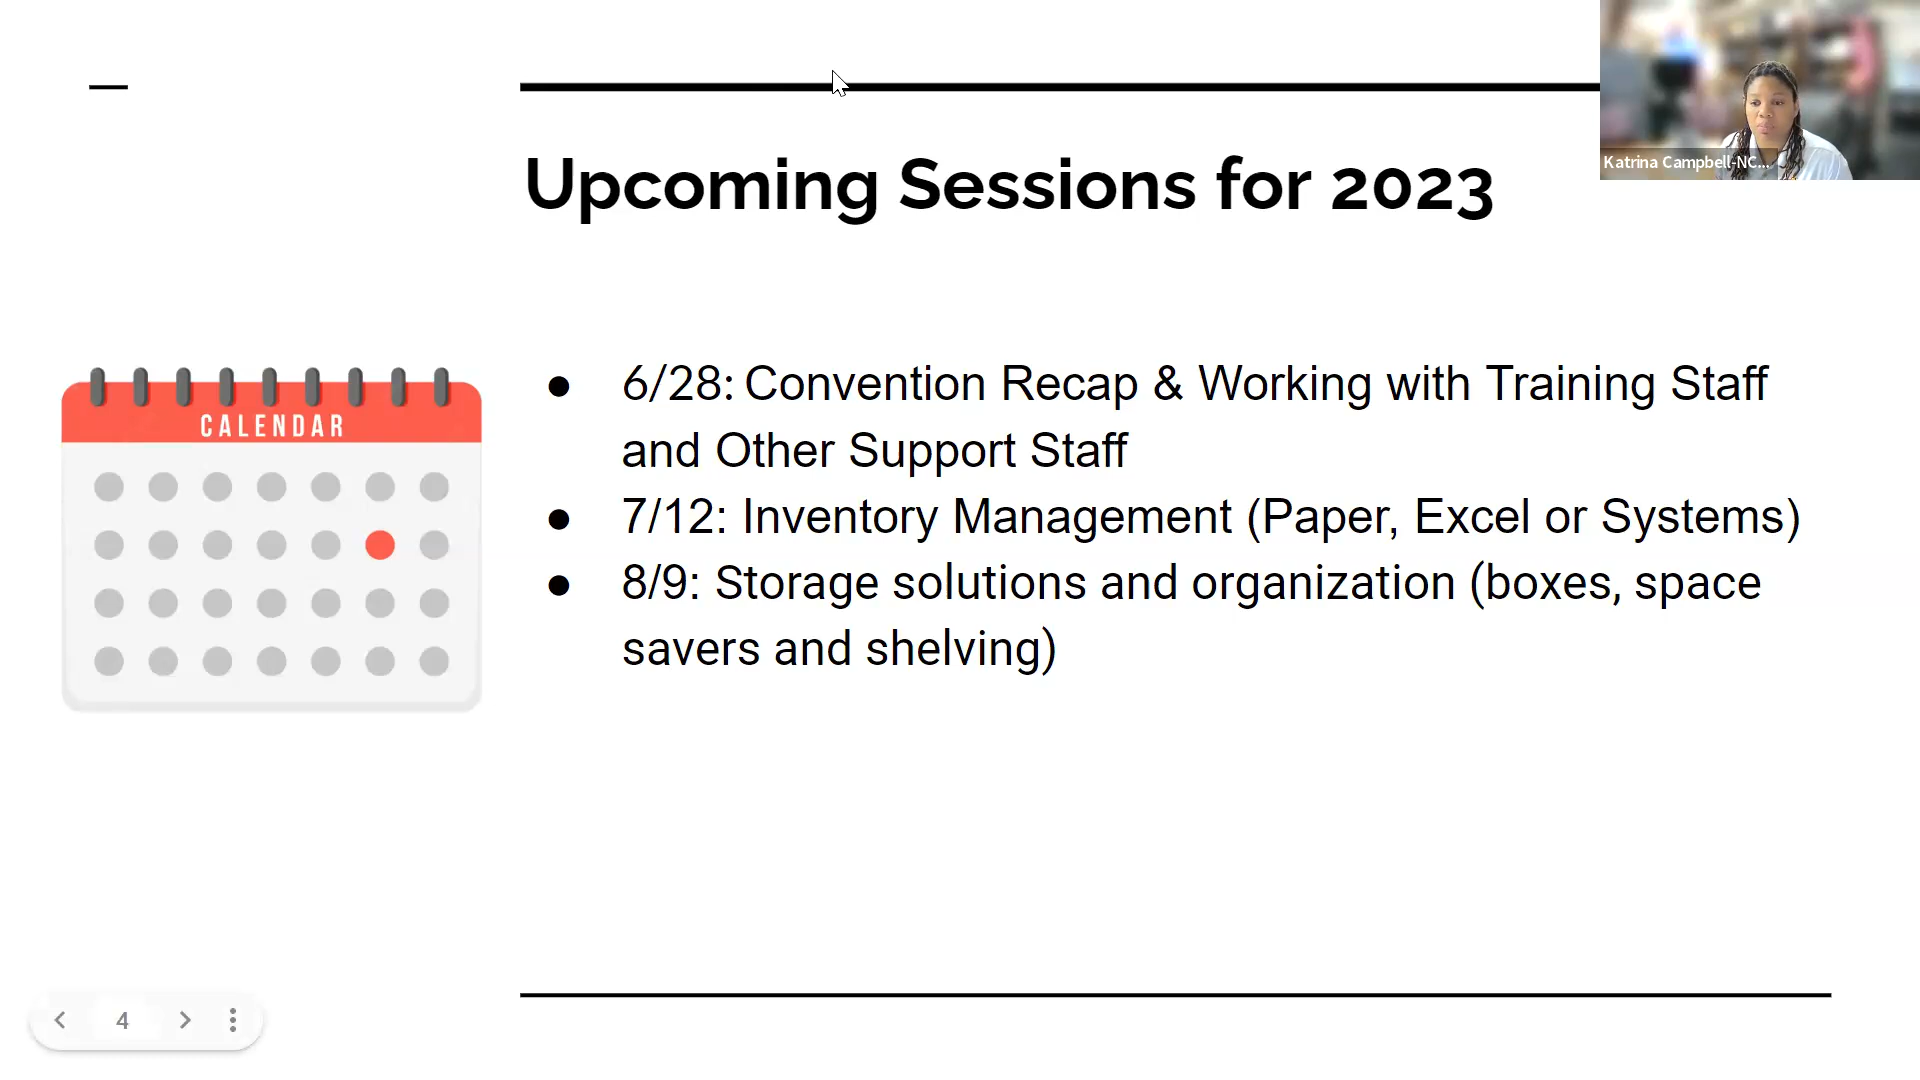 Upcoming Sessions for 2023
Katrina Campbell-NC...
CALENDAR
● 6/28: Convention Recap & Working with Training Staff
and Other Support Staff
● 7/12: Inventory Management (Paper, Excel or Systems)
● 8/9: Storage solutions and organization (boxes, space
savers and shelving)
4